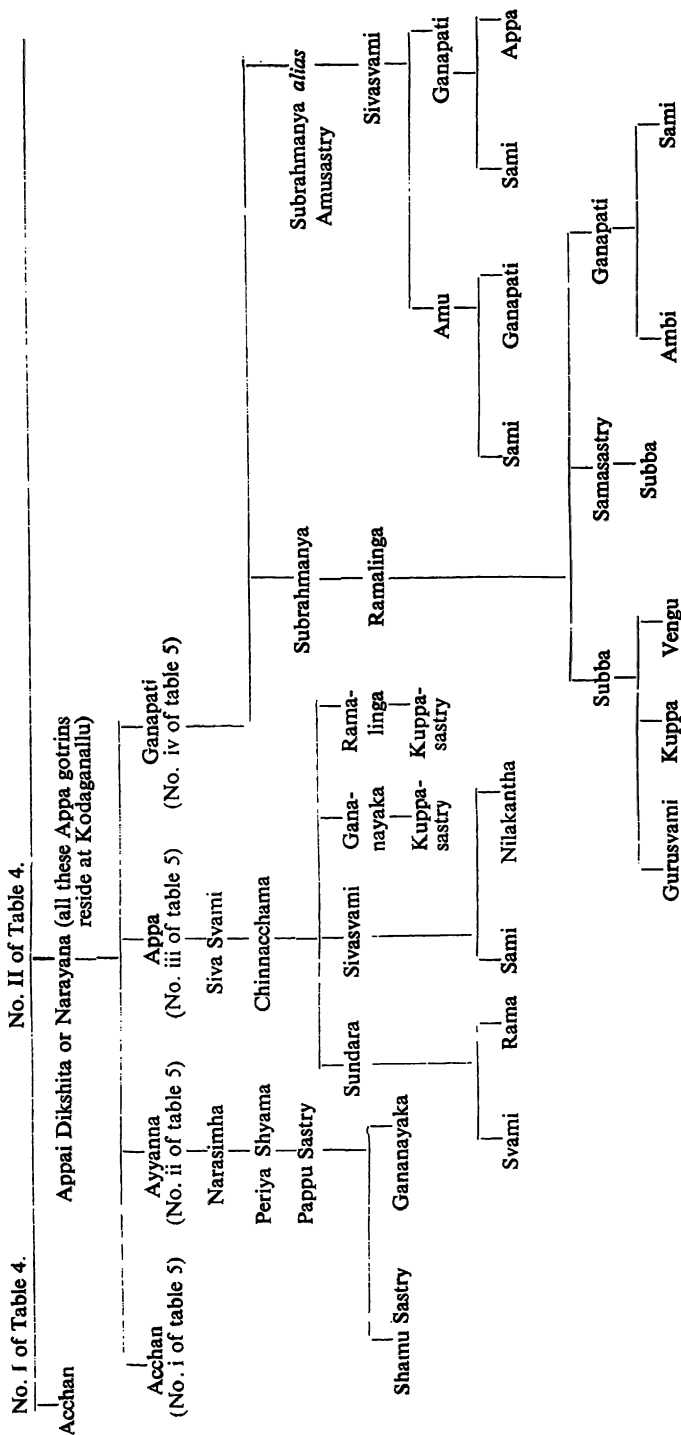 No. I of Table 4.
No. II of Table 4.
Acchan
Appai Dikshita or Narayana (all these Appa gotrins
reside at Kodaganallu)
Acchan
(No. i of table 5)
Ayyanna
(No. ii of table 5)
Appa
(No. iii of table 5)
Ganapati
(No. iv of table 5)
Narasimha
Siva Svami
Periya Shyama
Chinnacchama
Pappu Sastry
Subrahmanya
Subrahmanya alias
Amusastry
Ramalinga
Sivasvami
Shamu Sastry
Gananayaka
Sundara
Sivasvami
Gana-
nayaka
Rama-
linga
Kuppa-
sastry
Kuppa-
sastry
Amu
Ganapati
Svami
Rama
Sami
Nilakantha
Sami
Ganapati
Sami
Appa
Subba
Samasastry
Ganapati
Gurusvami
Kuppa
Vengu
Subba
Ambi
Sami